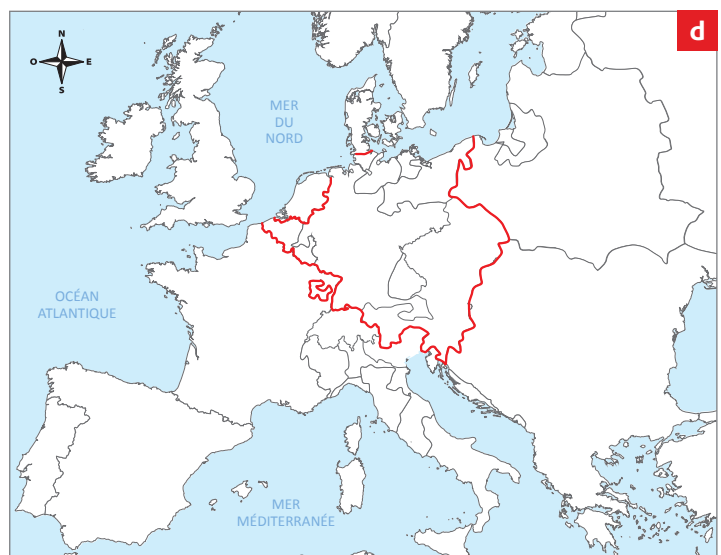 d
N
O E
S
MER
DU
NORD
OCÉAN
ATLANTIQUE
MER
MÉDITERRANÉE